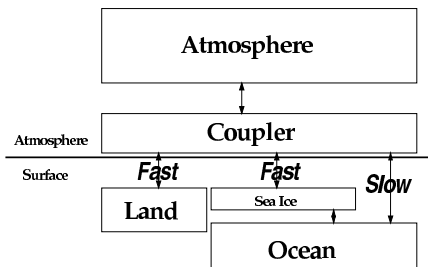 Atmosphere
Coupler
Atmosphere
Surface
Fast
Fast
Slow
Land
Sea Ice
Ocean